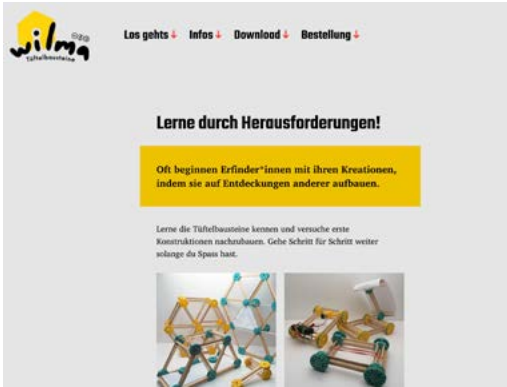 wilma
Tüftelbausteine
Los gehts ↓ Infos ↓ Download ↓ Bestellung ↓
Lerne durch Herausforderungen!
Oft beginnen Erfinder*innen mit ihren Kreationen,
indem sie auf Entdeckungen anderer aufbauen.
Lerne die Tüftelbausteine kennen und versuche erste
Konstruktionen nachzubauen. Gehe Schritt für Schritt weiter
solange du Spass hast.